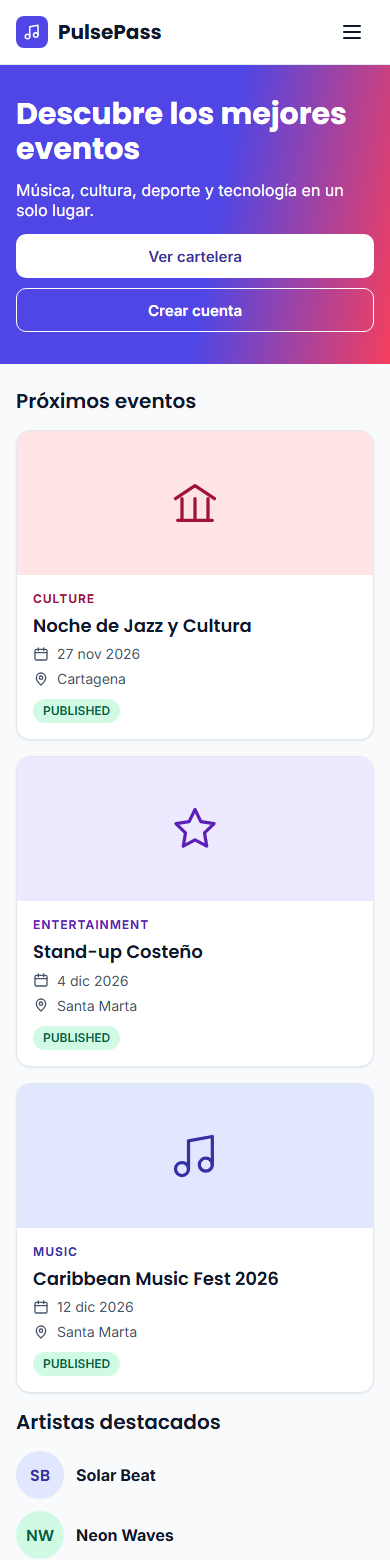 PulsePass
Descubre los mejores
eventos
Música, cultura, deporte y tecnología en un
solo lugar.
Ver cartelera
Crear cuenta
Próximos eventos
CULTURE
Noche de Jazz y Cultura
27 nov 2026
Cartagena
PUBLISHED
ENTERTAINMENT
Stand-up Costeño
4 dic 2026
Santa Marta
PUBLISHED
MUSIC
Caribbean Music Fest 2026
12 dic 2026
Santa Marta
PUBLISHED
Artistas destacados
SB
Solar Beat
NW
Neon Waves